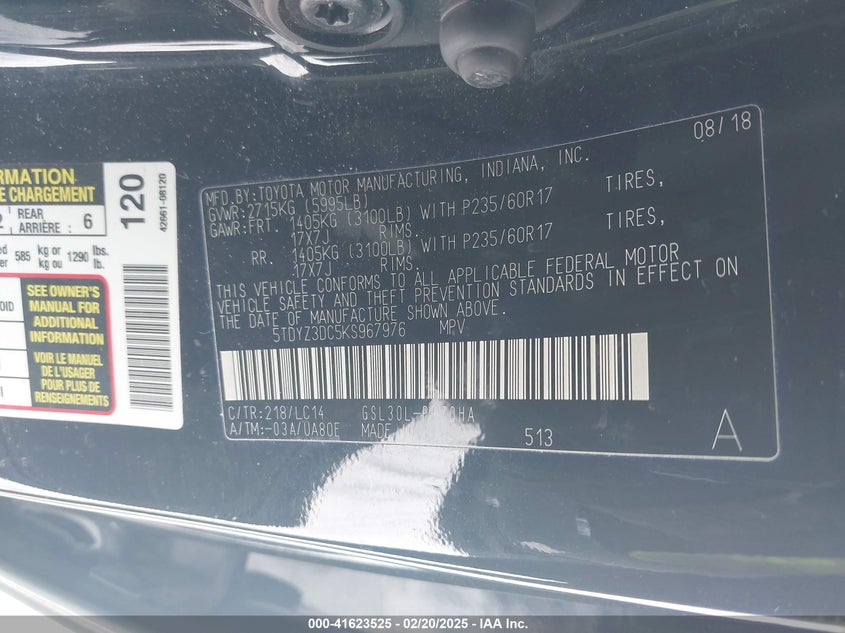 RMATION
E CHARGEMENT
2 REAR ARRIÈRE : 6
585 kg or kg ou 1290 lbs. lb.
120
42661-08120
SEE OWNER'S
MANUAL FOR
ADDITIONAL
INFORMATION
VOIR LE MANUEL
DE L'USAGER
POUR PLUS DE
RENSEIGNEMENTS
08/18
MFD.BY:TOYOTA MOTOR MANUFACTURING, INDIANA, INC.
GVWR:2715KG (5995LB)
GAWR:FRT. 1405KG (3100LB) WITH P235/60R17 TIRES,
17X7J RIMS.
RR. 1405KG (3100LB) WITH P235/60R17 TIRES,
17X7J RIMS.
THIS VEHICLE CONFORMS TO ALL APPLICABLE FEDERAL MOTOR
VEHICLE SAFETY AND THEFT PREVENTION STANDARDS IN EFFECT ON
THE DATE OF MANUFACTURE SHOWN ABOVE.
5TDYZ3DC5KS967976 MPV
C/TR:218/LC14
A/TM:-03A/UA80E MADE
513 A
000-41623525 / 02/20/2025 - IAA Inc.